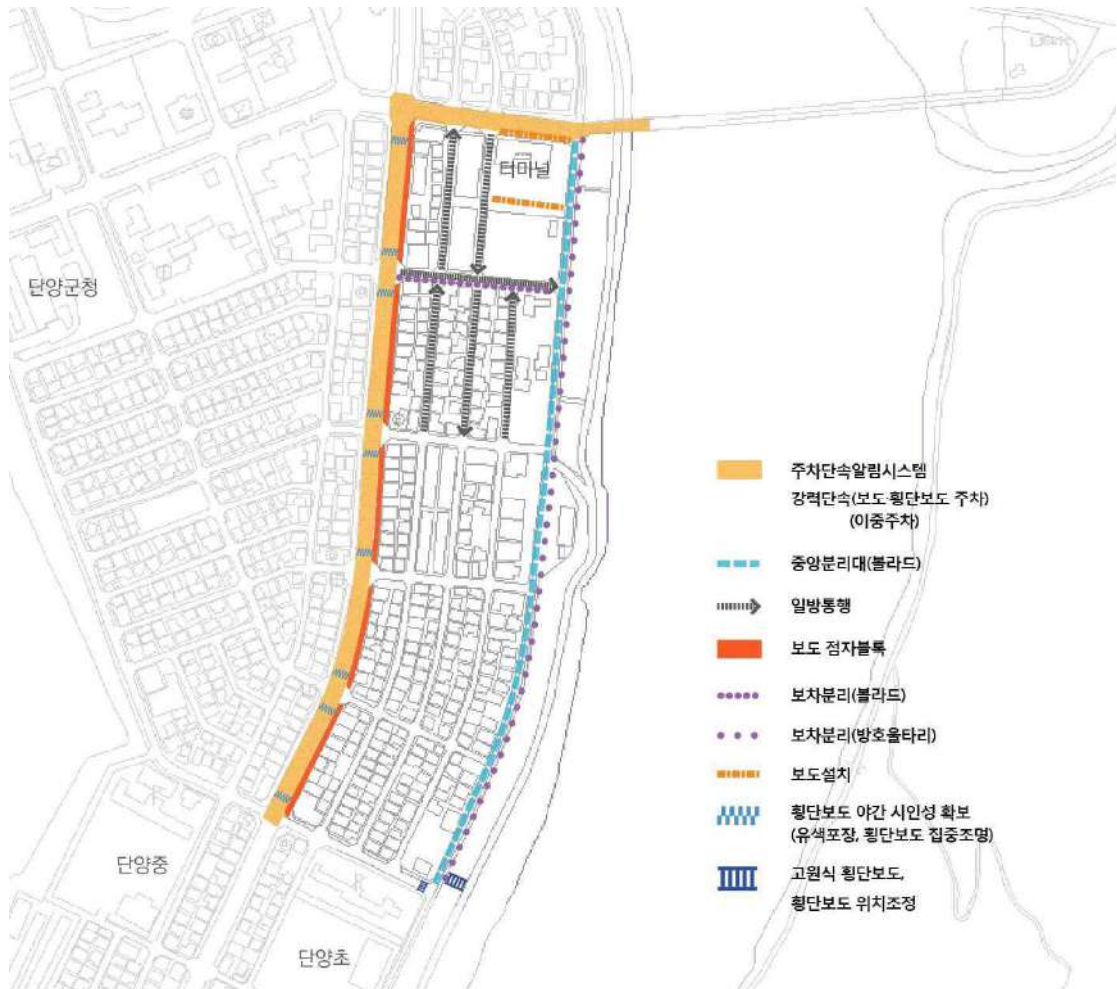 터미널
단양군청
주차단속알림시스템
강력단속(보도·횡단보도 주차)
(이중주차)
중앙분리대(볼라드)
일방통행
보도 점자블록
보차분리(볼라드)
보차분리(방호울타리)
보도설치
횡단보도 야간 시인성 확보
(유색포장, 횡단보도 집중조명)
고원식 횡단보도,
횡단보도 위치조정
단양중
단양초